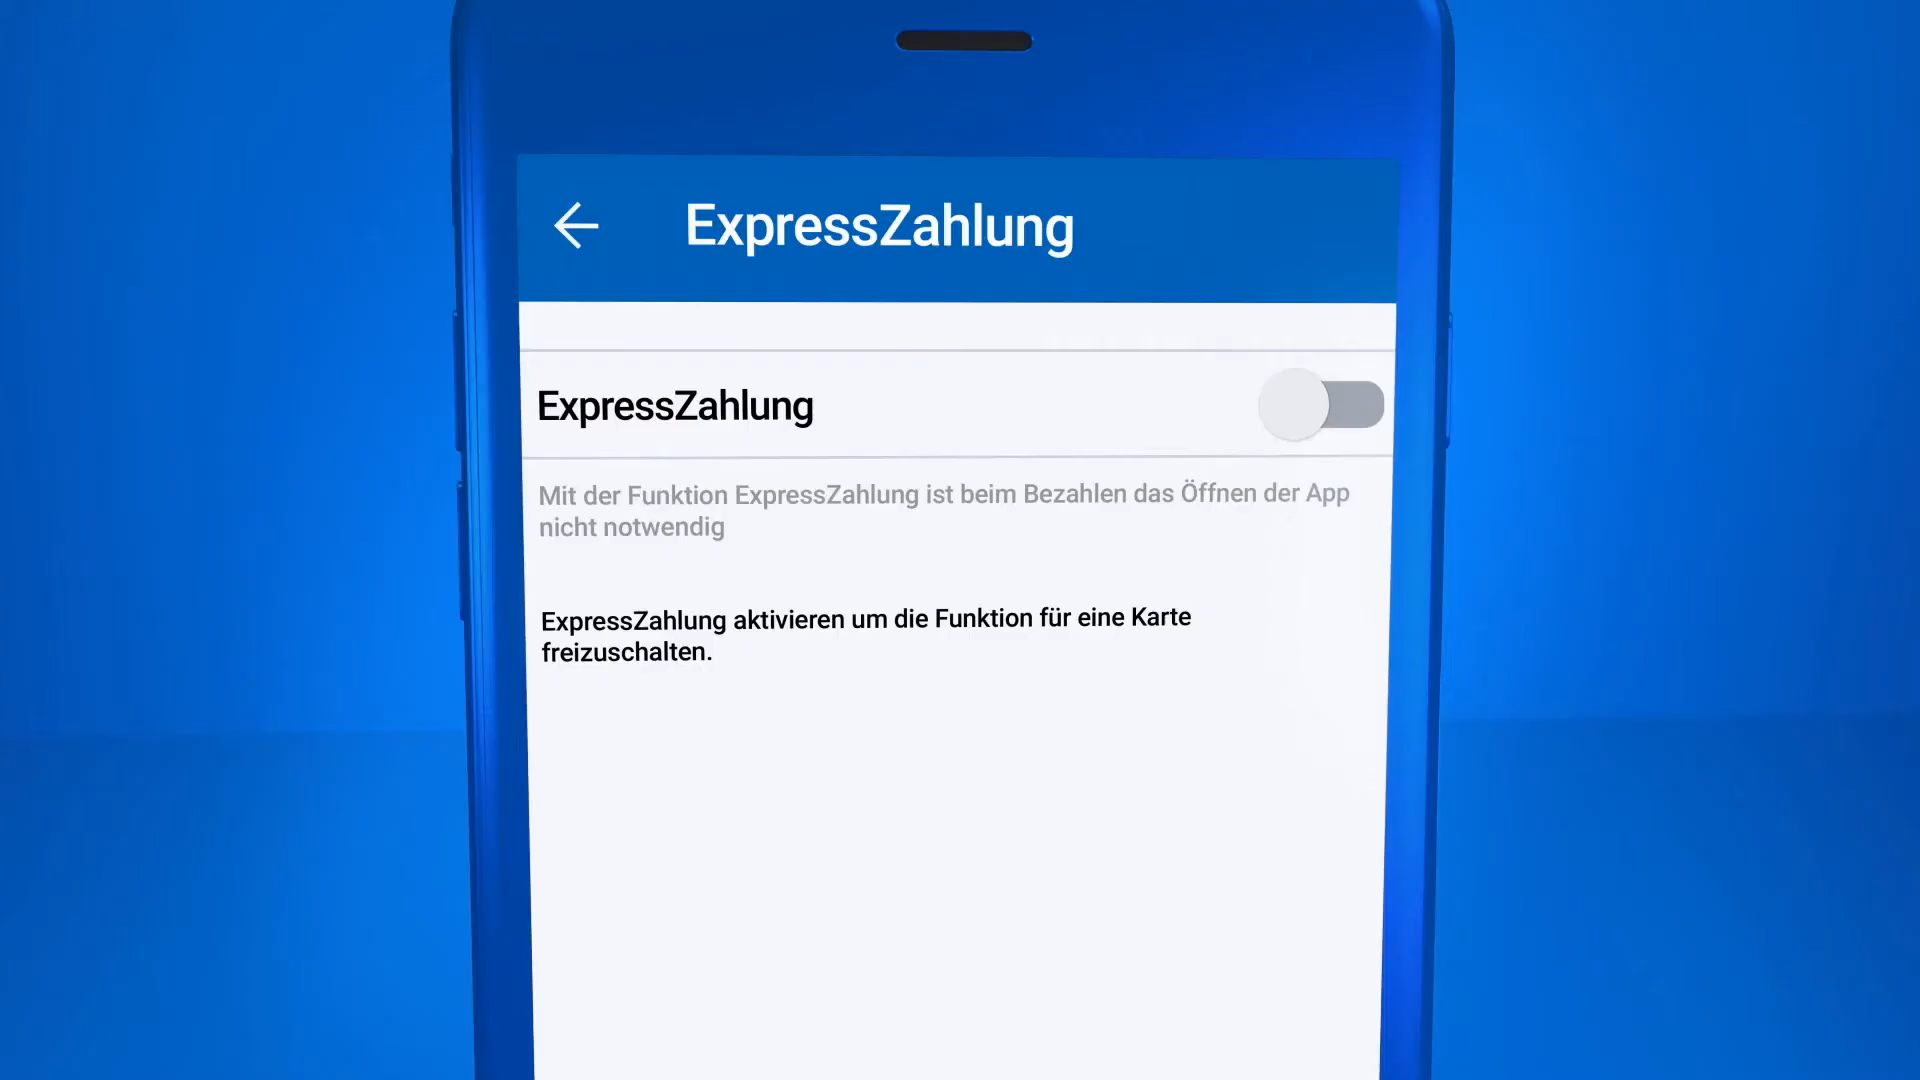 ExpressZahlung
ExpressZahlung
Mit der Funktion ExpressZahlung ist beim Bezahlen das Öffnen der App
nicht notwendig
ExpressZahlung aktivieren um die Funktion für eine Karte
freizuschalten.